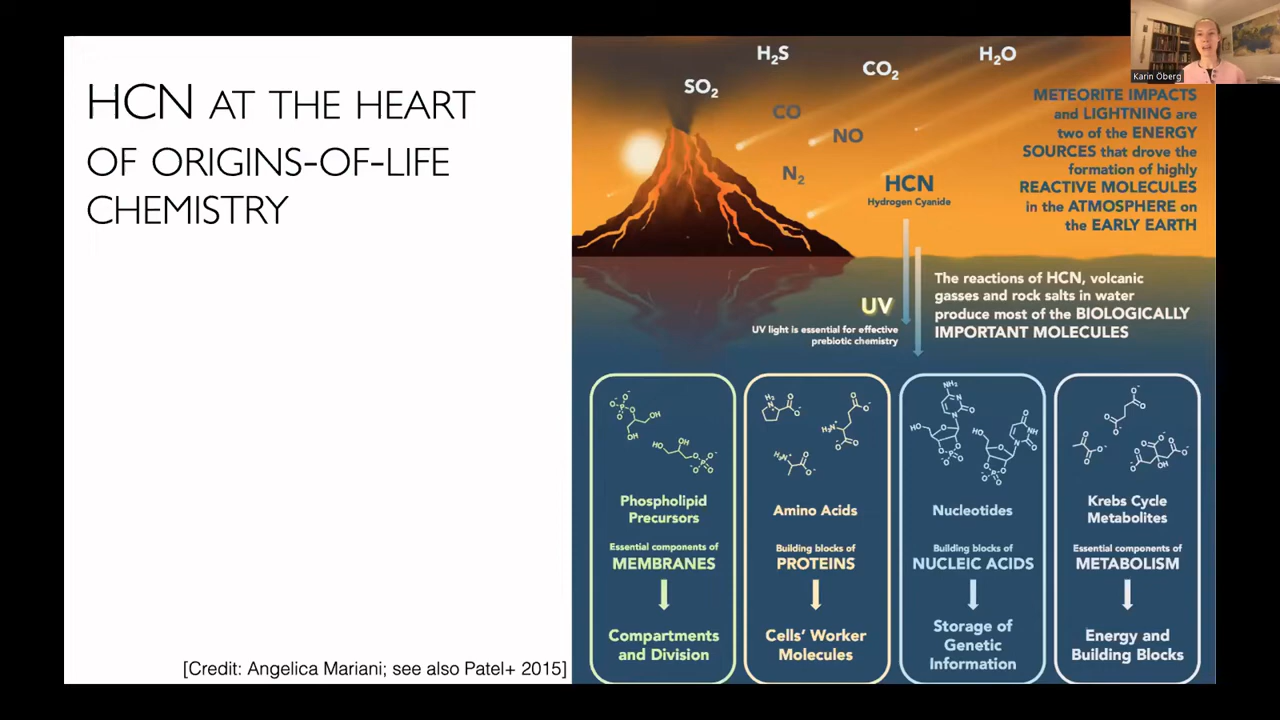 HCN AT THE HEART
OF ORIGINS-OF-LIFE
CHEMISTRY
[Credit: Angelica Mariani; see also Patel+ 2015]
Karin Öberg
H₂S
H₂O
CO₂
SO₂
CO
NO
N₂
HCN
Hydrogen Cyanide
METEORITE IMPACTS
and LIGHTNING are
two of the ENERGY
SOURCES that drove the
formation of highly
REACTIVE MOLECULES
in the ATMOSPHERE on
the EARLY EARTH
The reactions of HCN, volcanic
gasses and rock salts in water
produce most of the BIOLOGICALLY
IMPORTANT MOLECULES
UV
UV light is essential for effective
prebiotic chemistry
Phospholipid
Precursors
Essential components of
MEMBRANES
Compartments
and Division
Amino Acids
Building blocks of
PROTEINS
Cells' Worker
Molecules
Nucleotides
Building blocks of
NUCLEIC ACIDS
Storage of
Genetic
Information
Krebs Cycle
Metabolites
Essential components of
METABOLISM
Energy and
Building Blocks